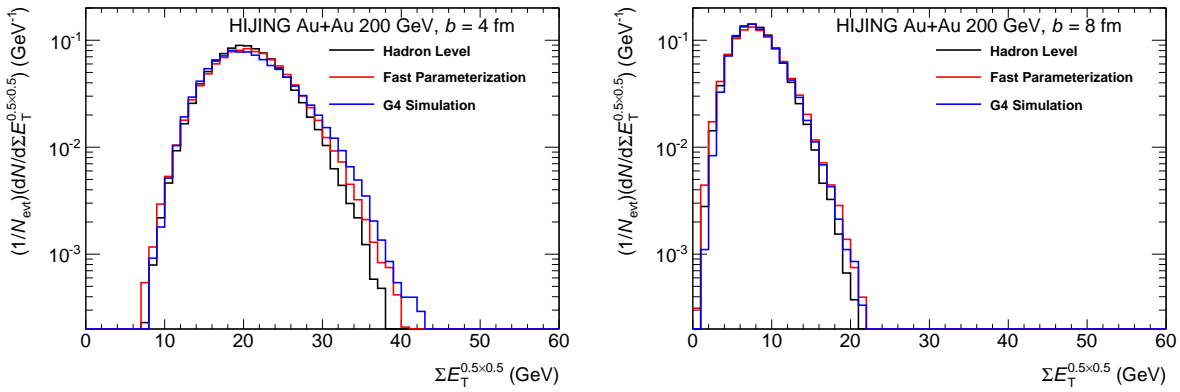 HIJING Au+Au 200 GeV, b = 4 fm
Hadron Level
Fast Parameterization
G4 Simulation
(1/N_evt)(dN/dΣE_T^0.5×0.5) (GeV^-1)
10^-1
10^-2
10^-3
0 10 20 30 40 50 60
ΣE_T^0.5×0.5 (GeV)
HIJING Au+Au 200 GeV, b = 8 fm
Hadron Level
Fast Parameterization
G4 Simulation
(1/N_evt)(dN/dΣE_T^0.5×0.5) (GeV^-1)
10^-1
10^-2
10^-3
0 10 20 30 40 50 60
ΣE_T^0.5×0.5 (GeV)